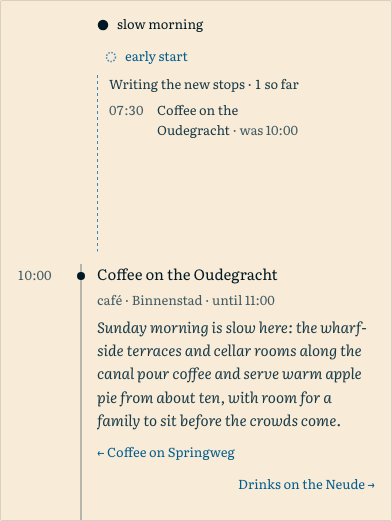 slow morning
early start
Writing the new stops · 1 so far
07:30 Coffee on the
Oudegracht · was 10:00
10:00 Coffee on the Oudegracht
café · Binnenstad · until 11:00
Sunday morning is slow here: the wharf-
side terraces and cellar rooms along the
canal pour coffee and serve warm apple
pie from about ten, with room for a
family to sit before the crowds come.
← Coffee on Springweg
Drinks on the Neude →